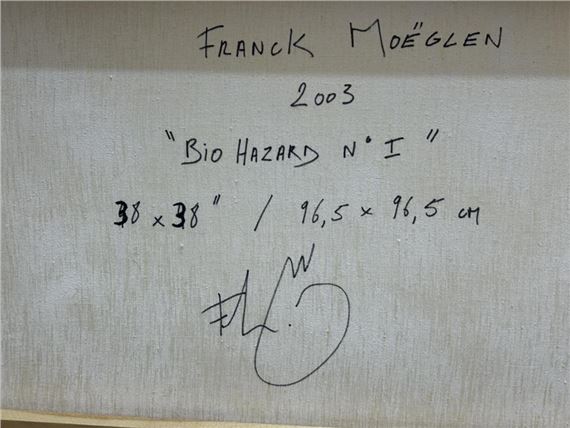 FRANCK MOËGLEN
2003
"BIO HAZARD N° I"
38 x 38" / 96,5 x 96,5 CM